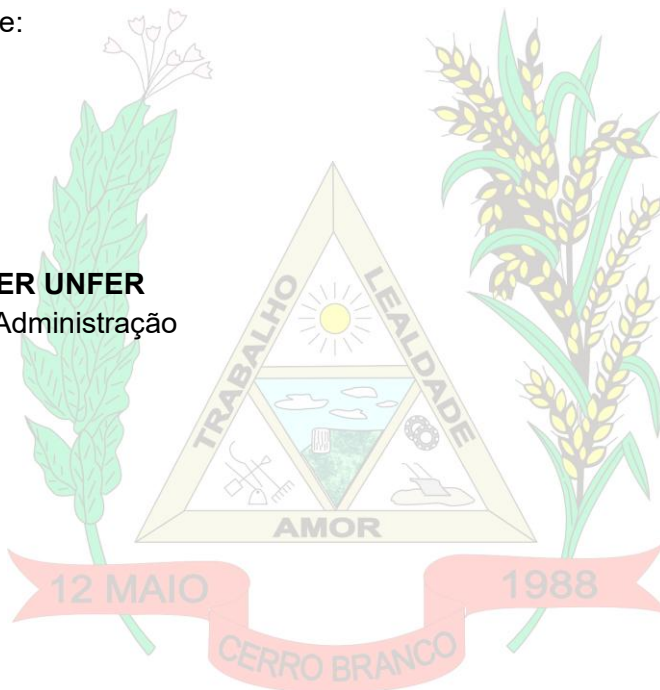 e:
ER UNFER
Administração
TRABALHO
LEALDADE
AMOR
12 MAIO
1988
CERRO BRANCO